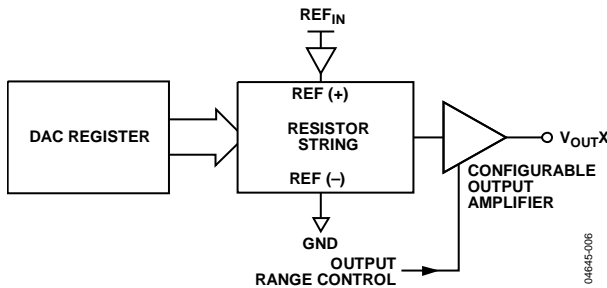 REFIN
REF (+)
DAC REGISTER
RESISTOR
STRING
REF (–)
GND
VOUTX
CONFIGURABLE
OUTPUT
AMPLIFIER
OUTPUT
RANGE CONTROL
04645-006